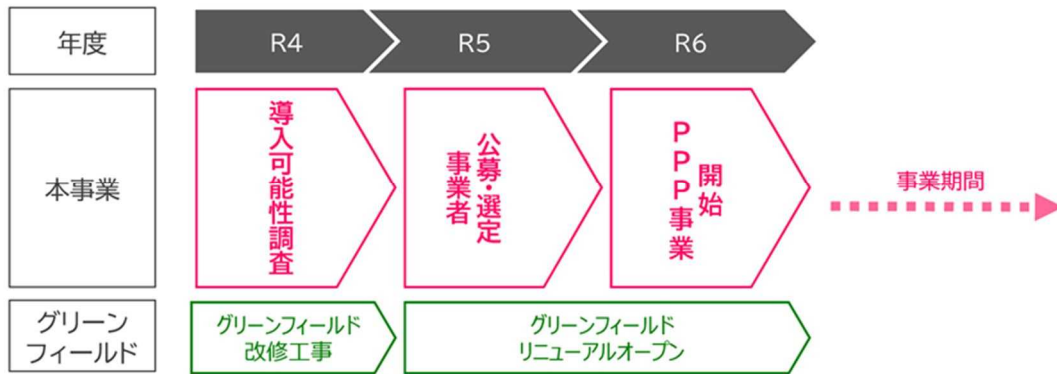 年度
R4
R5
R6
本事業
導入可能性調査
事業者
公募・選定
PPP事業
開始
事業期間
グリーン
フィールド
グリーンフィールド
改修工事
グリーンフィールド
リニューアルオープン